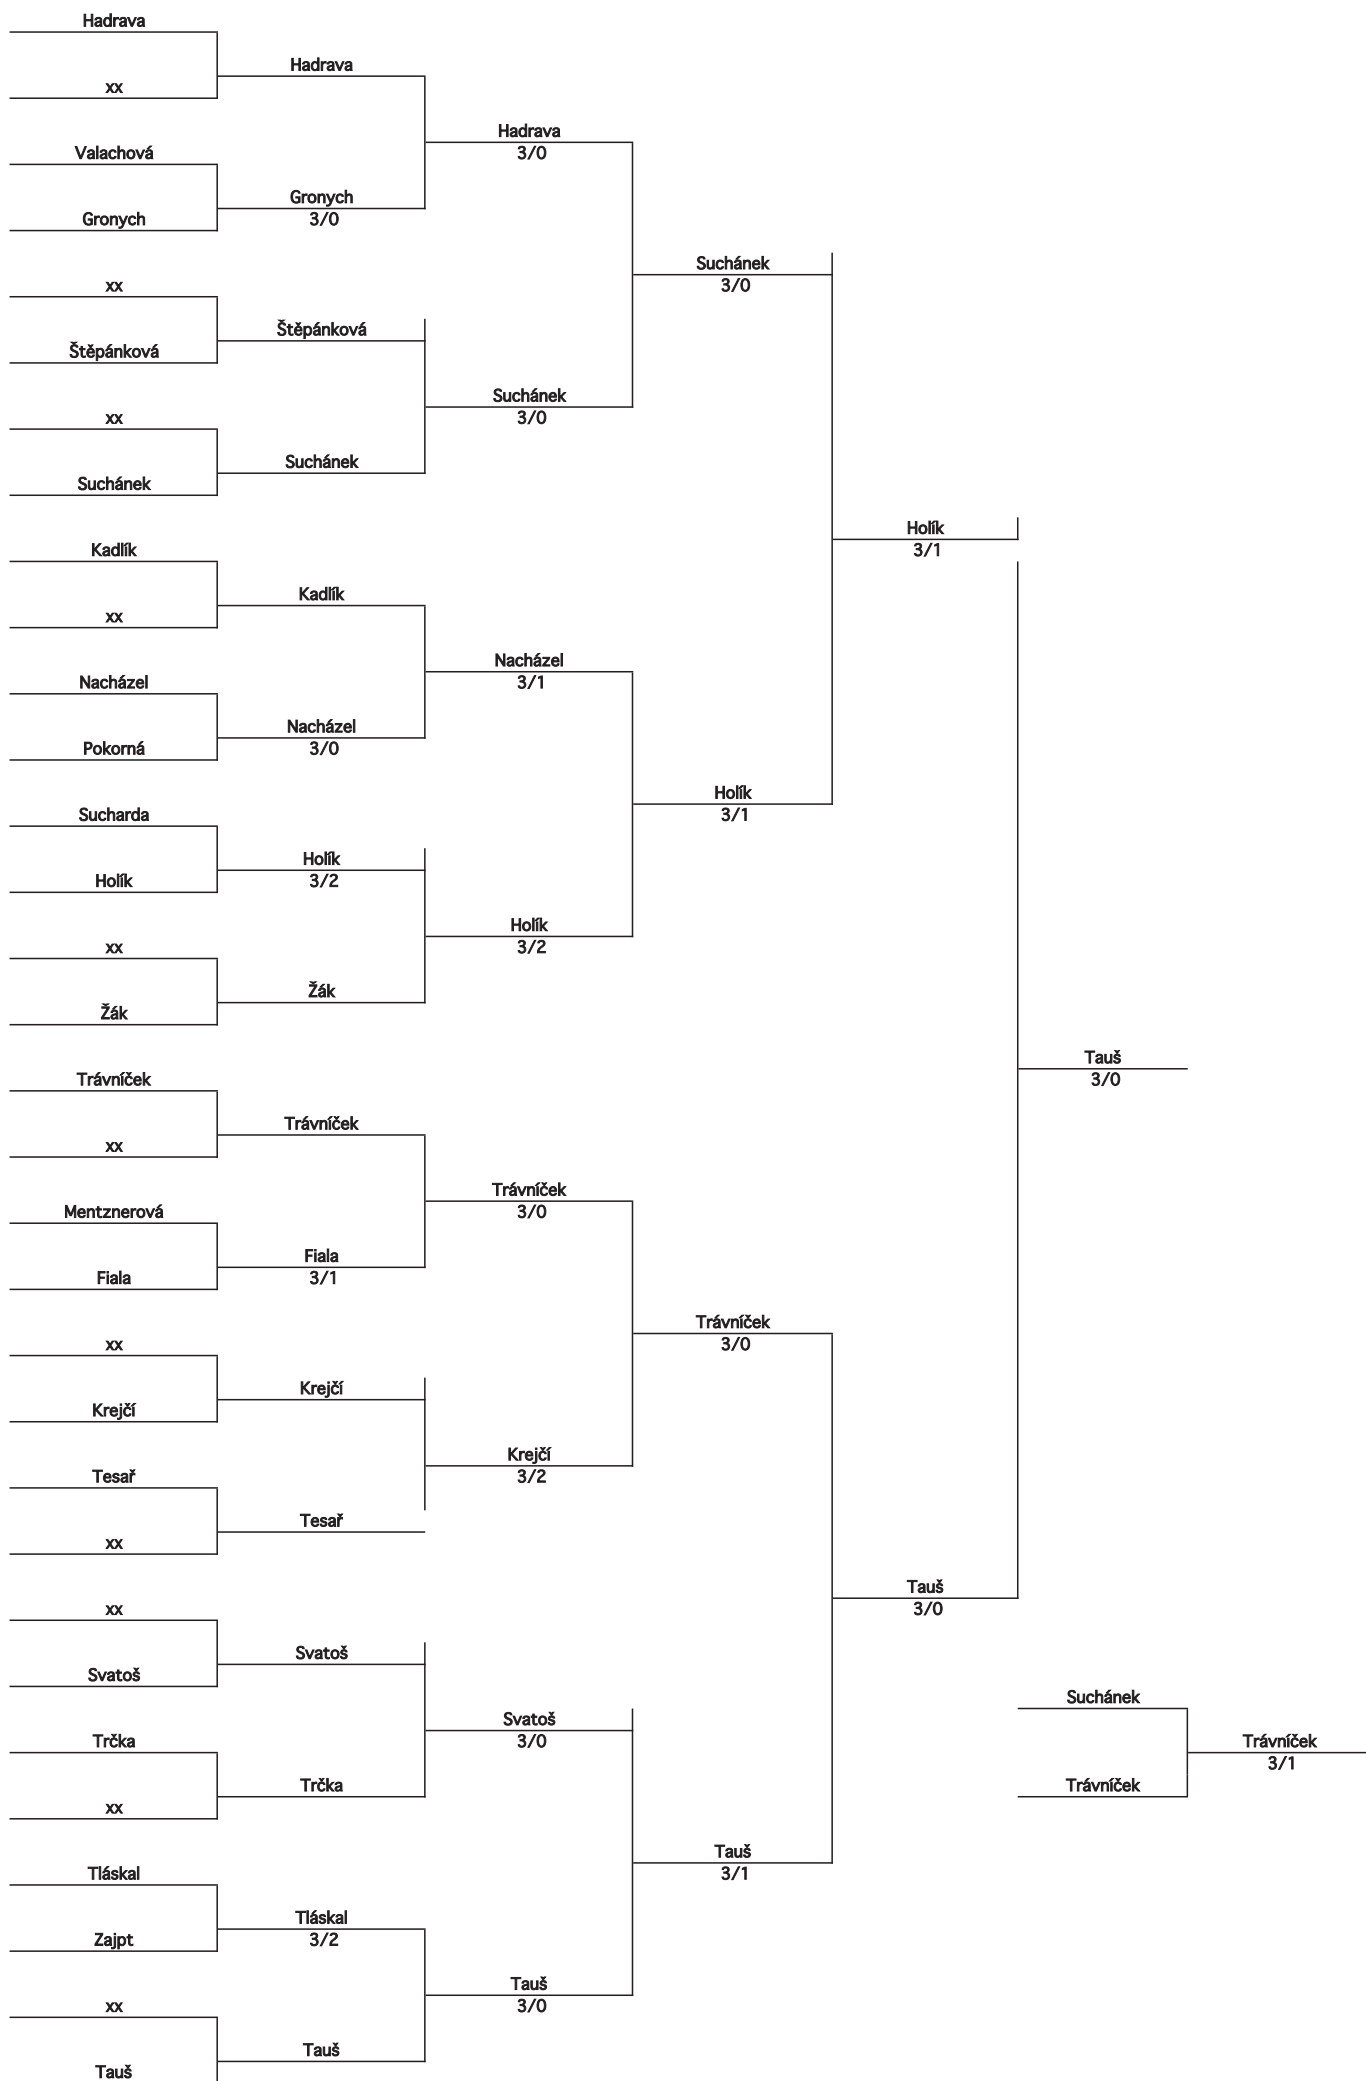 Hadrava
xx
Valachová
Gronych
xx
Štěpánková
xx
Suchánek
Kadlík
xx
Nacházel
Pokorná
Sucharda
Holík
xx
Žák
Trávníček
xx
Mentznerová
Fiala
xx
Krejčí
Tesař
xx
xx
Svatoš
Trčka
xx
Tláskal
Zajpt
xx
Tauš
Hadrava
Gronych
3/0
Štěpánková
Suchánek
Kadlík
Nacházel
3/0
Holík
3/2
Žák
Trávníček
Fiala
3/1
Krejčí
Tesař
Svatoš
Trčka
Tláskal
3/2
Tauš
Hadrava
3/0
Suchánek
3/0
Nacházel
3/1
Holík
3/2
Trávníček
3/0
Krejčí
3/2
Svatoš
3/0
Tauš
3/0
Suchánek
3/0
Holík
3/1
Trávníček
3/0
Tauš
3/1
Holík
3/1
Tauš
3/0
Tauš
3/0
Suchánek
Trávníček
Trávníček
3/1